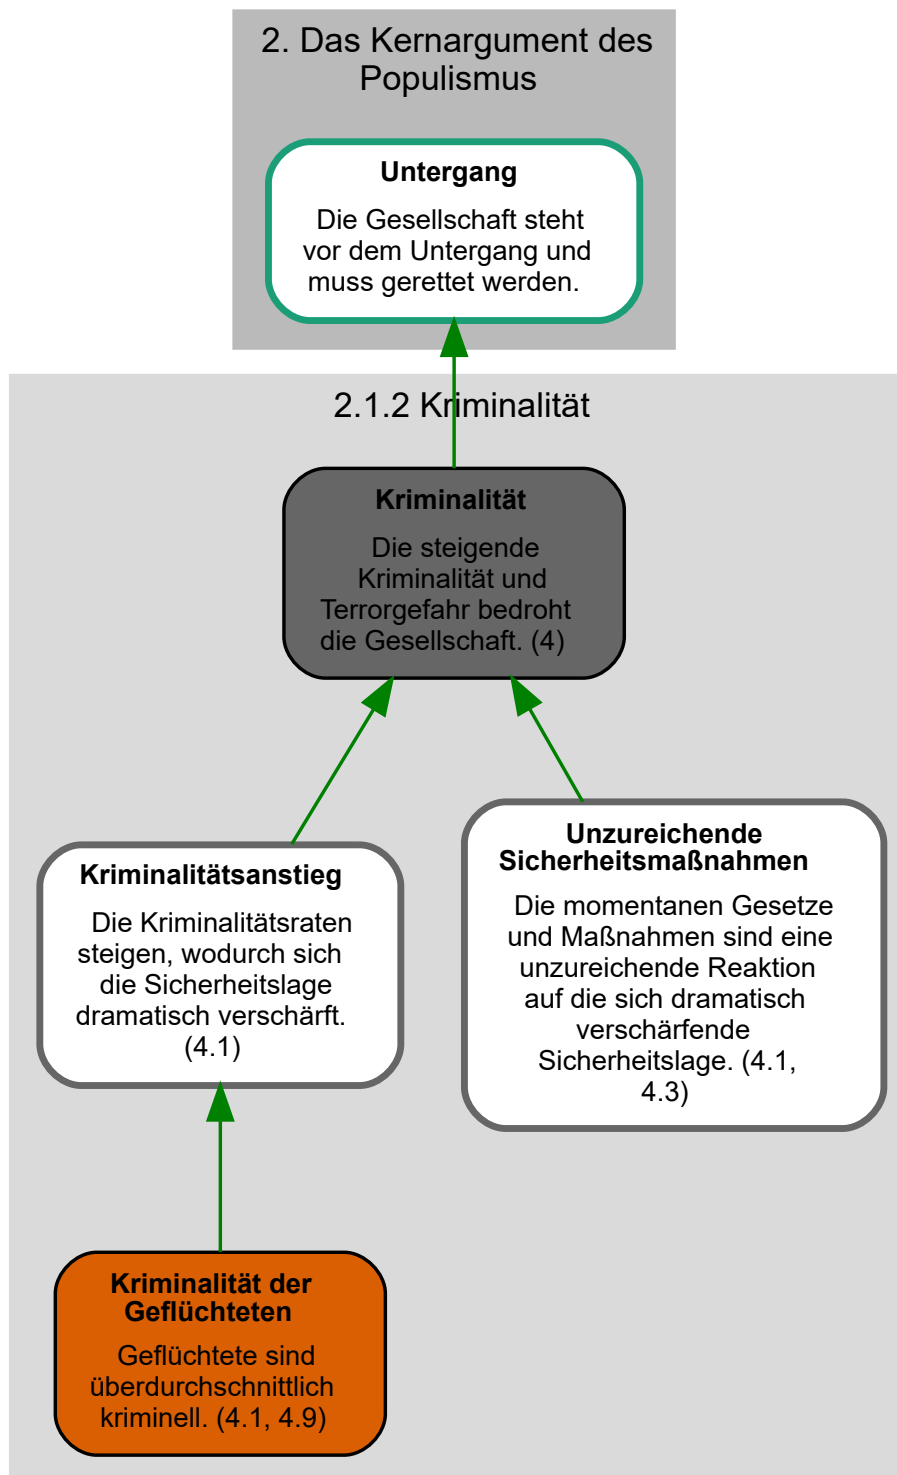 2. Das Kernargument des
Populismus
Untergang
Die Gesellschaft steht
vor dem Untergang und
muss gerettet werden.
2.1.2 Kriminalität
Kriminalität
Die steigende
Kriminalität und
Terrorgefahr bedroht
die Gesellschaft. (4)
Kriminalitätsanstieg
Die Kriminalitätsraten
steigen, wodurch sich
die Sicherheitslage
dramatisch verschärft.
(4.1)
Unzureichende
Sicherheitsmaßnahmen
Die momentanen Gesetze
und Maßnahmen sind eine
unzureichende Reaktion
auf die sich dramatisch
verschärfende
Sicherheitslage. (4.1,
4.3)
Kriminalität der
Geflüchteten
Geflüchtete sind
überdurchschnittlich
kriminell. (4.1, 4.9)